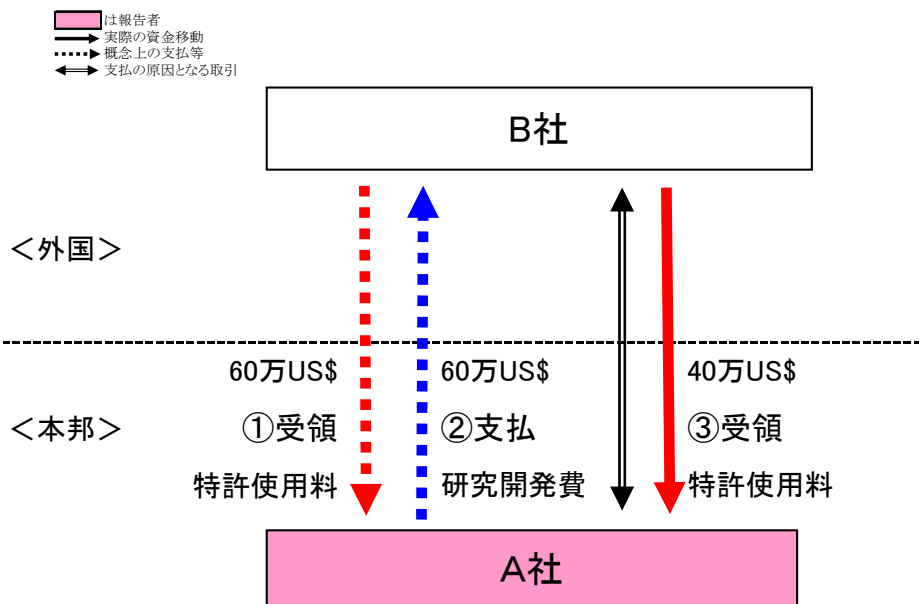 は報告者
実際の資金移動
概念上の支払等
支払の原因となる取引
B社
＜外国＞
60万US$ 60万US$ 40万US$
＜本邦＞ ①受領 ②支払 ③受領
特許使用料 研究開発費 特許使用料
A社